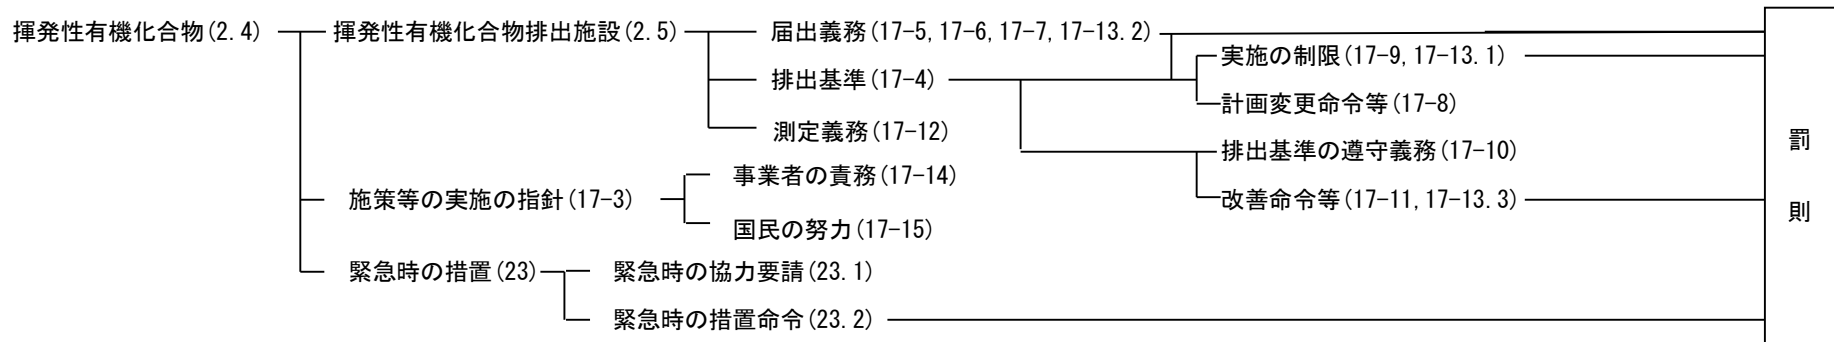 揮発性有機化合物(2.4)
揮発性有機化合物排出施設(2.5)
届出義務(17-5,17-6,17-7,17-13.2)
実施の制限(17-9,17-13.1)
排出基準(17-4)
計画変更命令等(17-8)
測定義務(17-12)
排出基準の遵守義務(17-10)
事業者の責務(17-14)
施策等の実施の指針(17-3)
改善命令等(17-11,17-13.3)
国民の努力(17-15)
緊急時の措置(23)
緊急時の協力要請(23.1)
緊急時の措置命令(23.2)
罰則